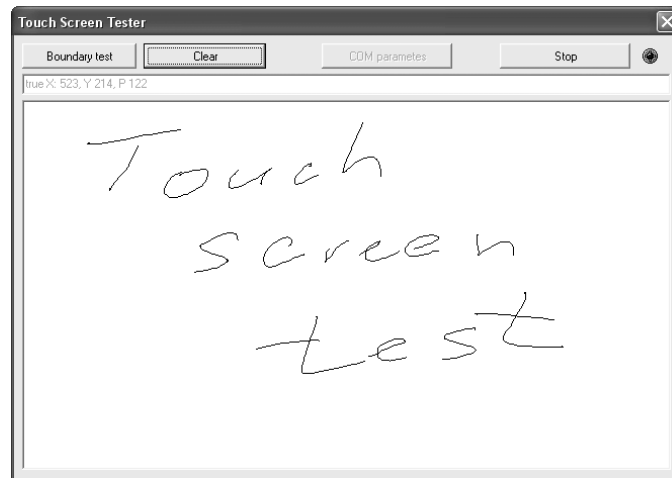 Touch Screen Tester
Boundary test Clear COM parametes Stop
true X: 523, Y 214, P 122
Touch
screen
test